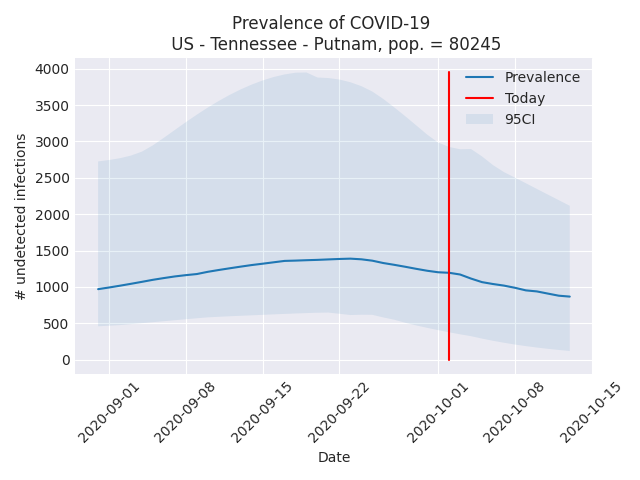 Prevalence of COVID-19
US - Tennessee - Putnam, pop. = 80245
4000
3500
3000
2500
2000
1500
1000
500
0
# undetected infections
Prevalence
Today
95CI
2020-09-01
2020-09-08
2020-09-15
2020-09-22
2020-10-01
2020-10-08
2020-10-15
Date